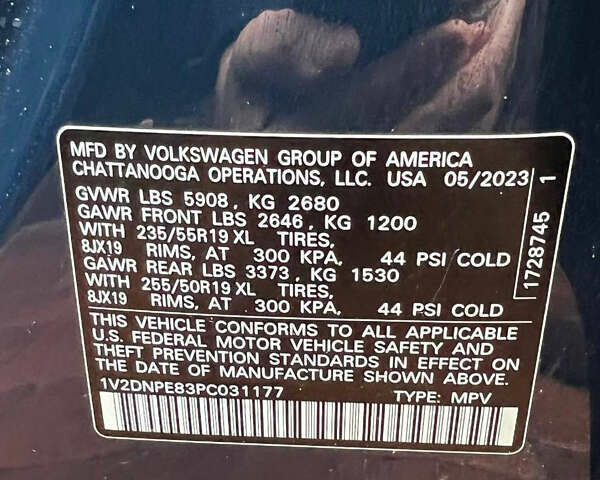 MFD BY VOLKSWAGEN GROUP OF AMERICA
CHATTANOOGA OPERATIONS, LLC. USA 05/2023
GVWR LBS 5908, KG 2680
GAWR FRONT LBS 2646, KG 1200
WITH 235/55R19 XL TIRES,
8JX19 RIMS, AT 300 KPA, 44 PSI COLD
GAWR REAR LBS 3373, KG 1530
WITH 255/50R19 XL TIRES,
8JX19 RIMS, AT 300 KPA, 44 PSI COLD
1728745 1
THIS VEHICLE CONFORMS TO ALL APPLICABLE
U.S. FEDERAL MOTOR VEHICLE SAFETY AND
THEFT PREVENTION STANDARDS IN EFFECT ON
THE DATE OF MANUFACTURE SHOWN ABOVE.
1V2DNPE83PC031177 TYPE: MPV